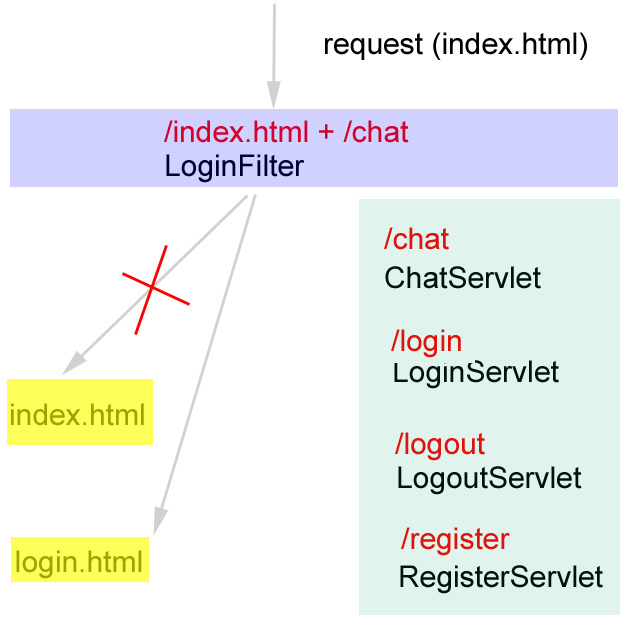 request (index.html)
/index.html + /chat
LoginFilter
/chat
ChatServlet
/login
LoginServlet
index.html
/logout
LogoutServlet
login.html
/register
RegisterServlet